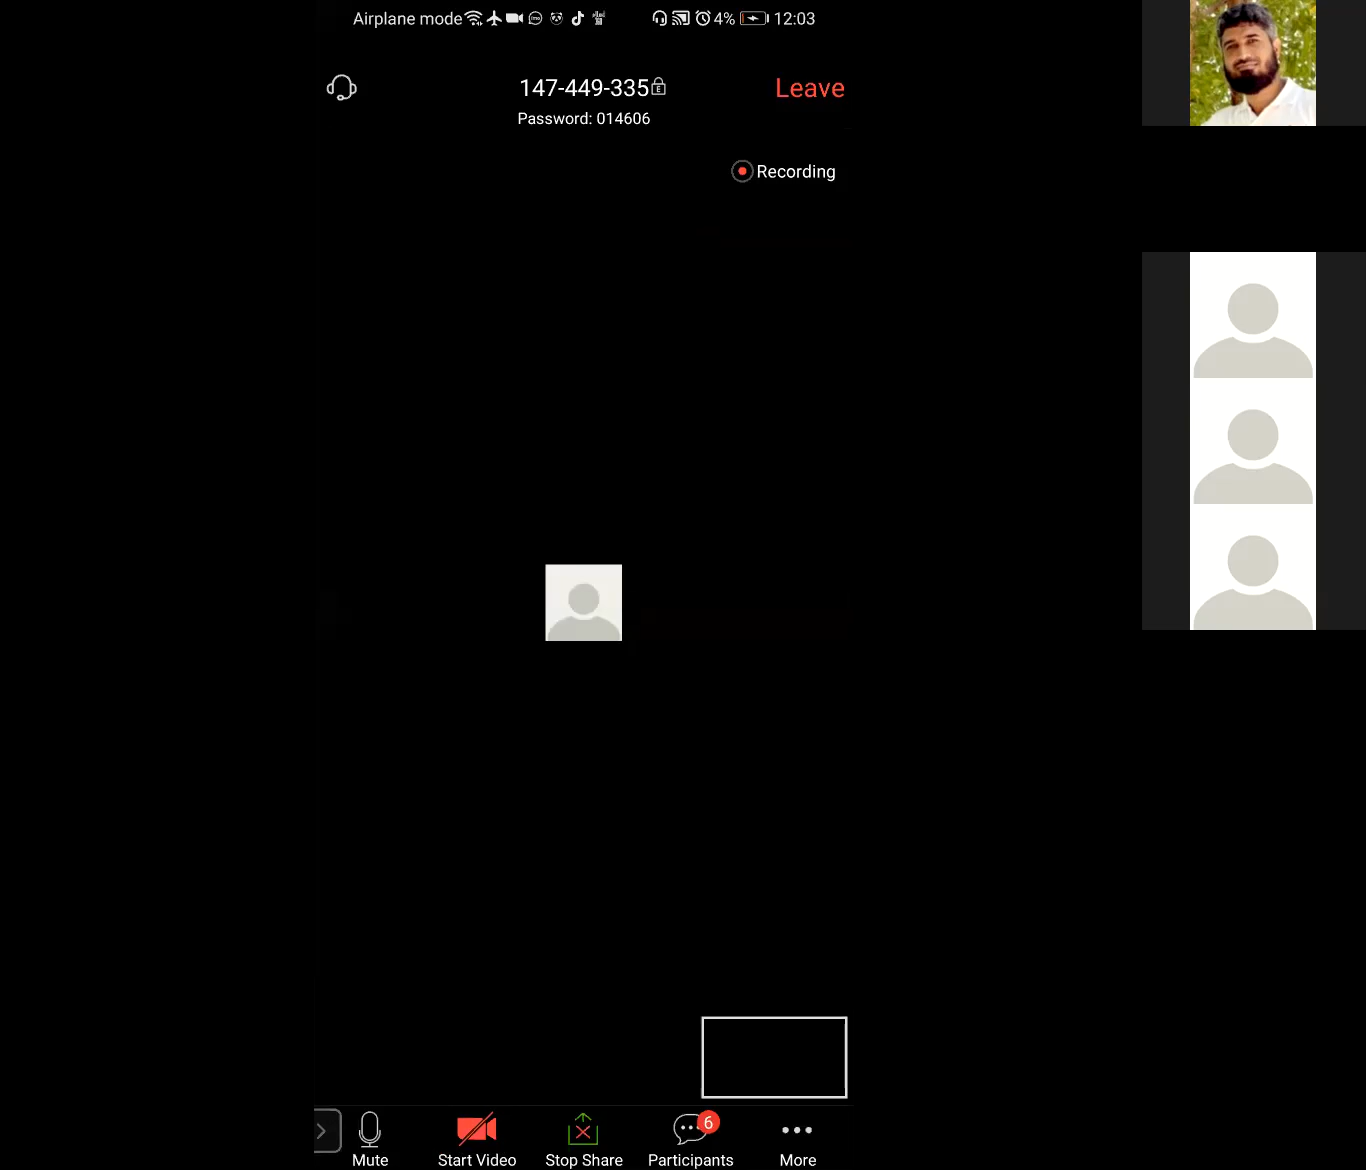 Airplane mode 4% 12:03
147-449-335 Leave
Password: 014606
Recording
6
Mute Start Video Stop Share Participants More